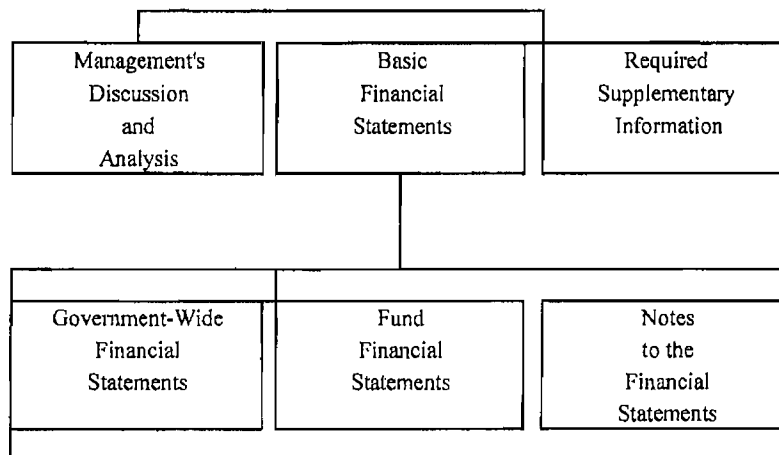 Management's
Discussion
and
Analysis
Basic
Financial
Statements
Required
Supplementary
Information
Government-Wide
Financial
Statements
Fund
Financial
Statements
Notes
to the
Financial
Statements